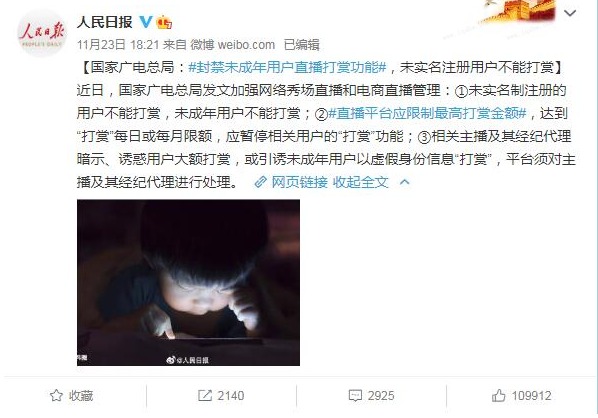 人民日报
PEOPLE'S DAILY
人民日报
11月23日 18:21 来自 微博 weibo.com 已编辑
【国家广电总局：#封禁未成年用户直播打赏功能#，未实名注册用户不能打赏】
近日，国家广电总局发文加强网络秀场直播和电商直播管理：①未实名制注册的
用户不能打赏，未成年用户不能打赏；②#直播平台应限制最高打赏金额#，达到
“打赏”每日或每月限额，应暂停相关用户的“打赏”功能；③相关主播及其经纪代理
暗示、诱惑用户大额打赏，或引诱未成年用户以虚假身份信息“打赏”，平台须对主
播及其经纪代理进行处理。 网页链接 收起全文
@人民日报
收藏 2140 2925 109912